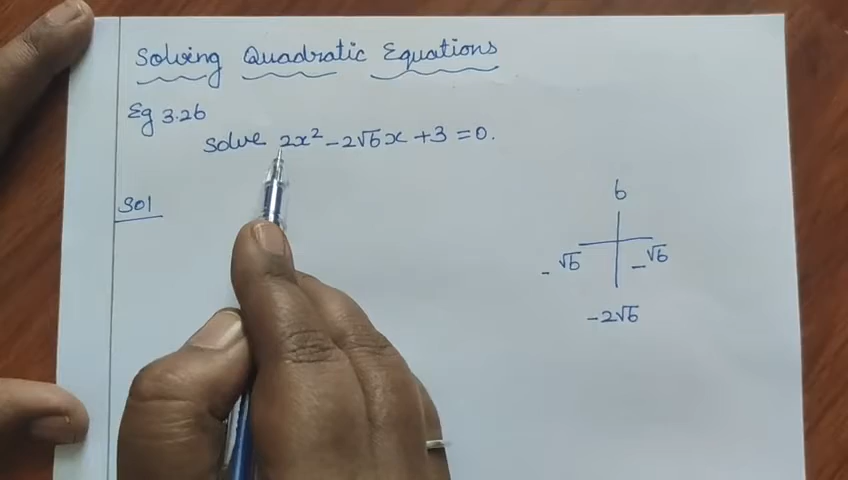 Solving Quadratic Equations
Eg 3.26
Solve 2x² - 2√6x + 3 = 0.
Sol
6
-√6 -√6
-2√6